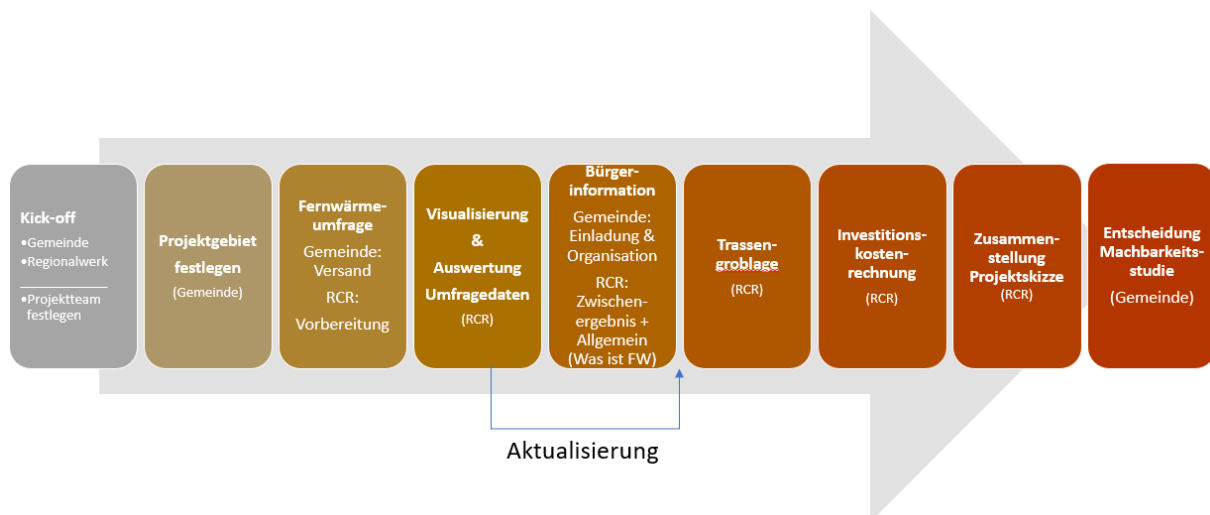 Kick-off
•Gemeinde
•Regionalwerk
•Projektteam
festlegen
Projektgebiet
festlegen
(Gemeinde)
Fernwärme-
umfrage
Gemeinde:
Versand
RCR:
Vorbereitung
Visualisierung
&
Auswertung
Umfragedaten
(RCR)
Bürger-
information
Gemeinde:
Einladung &
Organisation
RCR:
Zwischen-
ergebnis +
Allgemein
(Was ist FW)
Trassen-
groblage
(RCR)
Investitions-
kosten-
rechnung
(RCR)
Zusammen-
stellung
Projektskizze
(RCR)
Entscheidung
Machbarkeits-
studie
(Gemeinde)
Aktualisierung